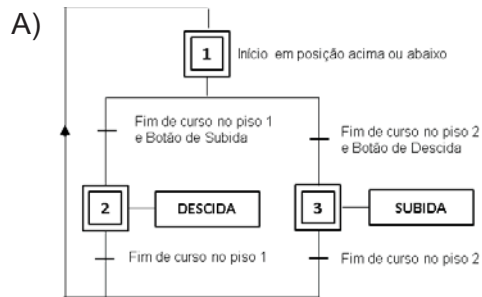 A)
1
Início em posição acima ou abaixo
Fim de curso no piso 1
e Botão de Subida
Fim de curso no piso 2
e Botão de Descida
2
DESCIDA
3
SUBIDA
Fim de curso no piso 1
Fim de curso no piso 2